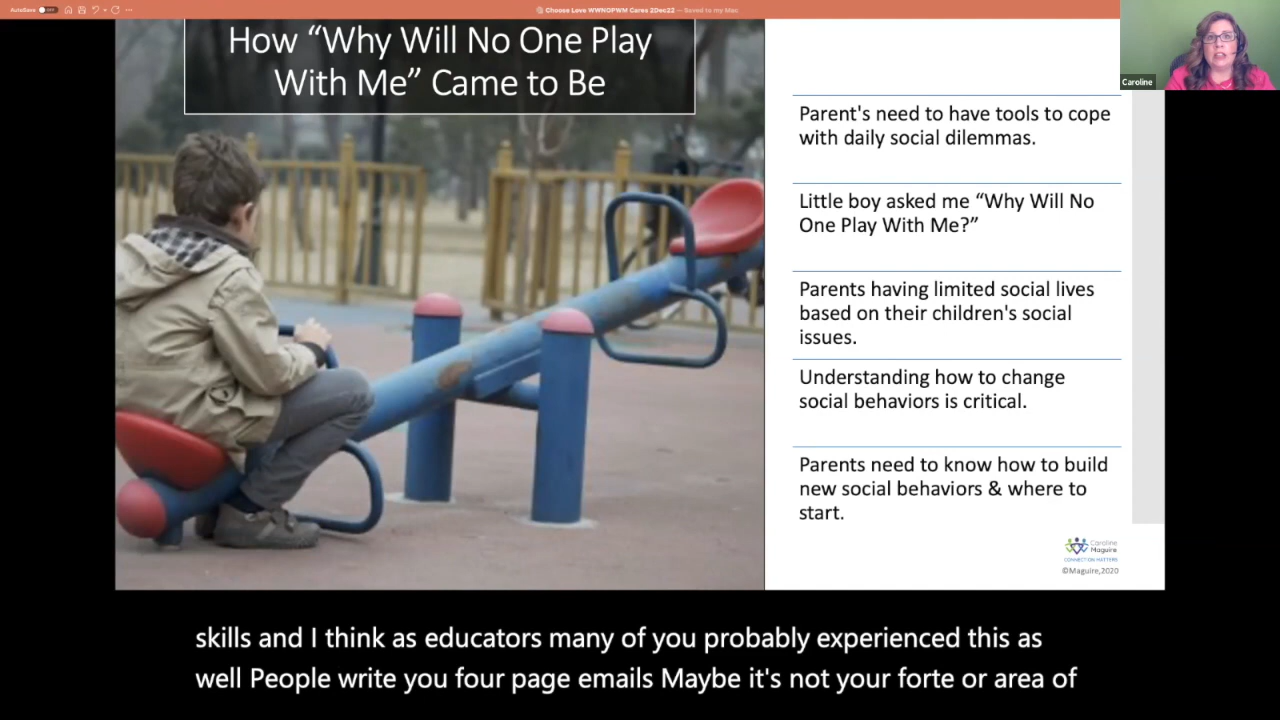 AutoSave OFF
Choose Love WWNOPWM Cares 2Dec22 — Saved to my Mac
Caroline
How “Why Will No One Play
With Me” Came to Be
Parent's need to have tools to cope
with daily social dilemmas.
Little boy asked me “Why Will No
One Play With Me?”
Parents having limited social lives
based on their children's social
issues.
Understanding how to change
social behaviors is critical.
Parents need to know how to build
new social behaviors & where to
start.
Caroline
Maguire
CONNECTION MATTERS
©Maguire,2020
skills and I think as educators many of you probably experienced this as
well People write you four page emails Maybe it's not your forte or area of